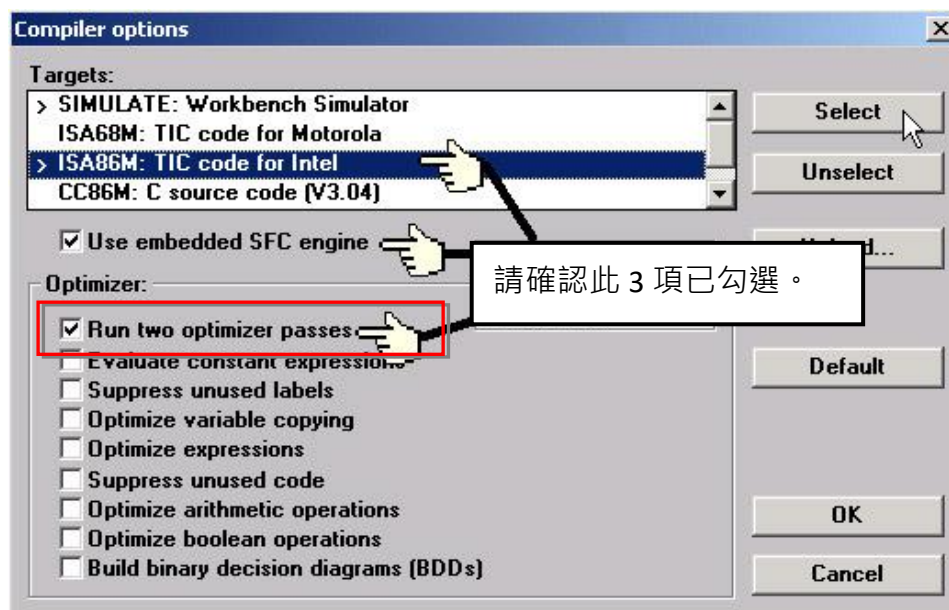 Compiler options
Targets:
> SIMULATE: Workbench Simulator
ISA68M: TIC code for Motorola
> ISA86M: TIC code for Intel
CC86M: C source code (V3.04)
Select
Unselect
Use embedded SFC engine
請確認此 3 項已勾選。
Optimizer:
Run two optimizer passes
Evaluate constant expressions
Suppress unused labels
Optimize variable copying
Optimize expressions
Suppress unused code
Optimize arithmetic operations
Optimize boolean operations
Build binary decision diagrams (BDDs)
Default
OK
Cancel